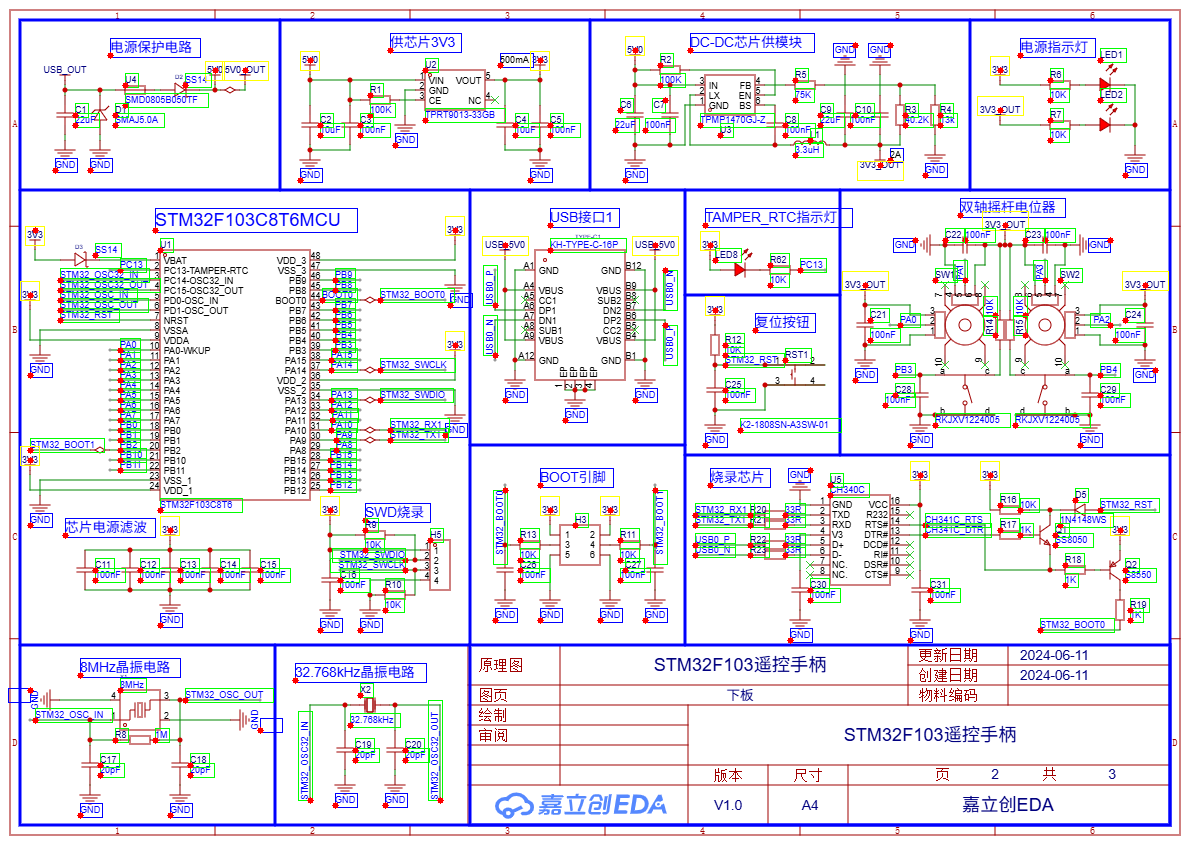 电源保护电路
USB_OUT
U4
SMD0805B050TF
D2
SS14
5V0
5V0_OUT
C1
22uF
D1
SMAJ5.0A
GND
GND
供芯片3V3
5V0
U2
VIN
GND
CE
VOUT
NC
TPRT9013-33GB
500mA
3V3
R1
100K
C2
10uF
C3
100nF
C4
10uF
C5
100nF
GND
GND
GND
DC-DC芯片供模块
5V0
R2
100K
C6
22uF
C7
100nF
IN
LX
GND
FB
EN
BS
TPMP1470GJ-Z
U3
R5
75K
C8
100nF
L1
3.3uH
C9
22uF
C10
100nF
R3
40.2K
R4
13k
2A
3V3_OUT
GND
GND
GND
GND
电源指示灯
3V3
R6
10K
LED1
3V3_OUT
R7
10K
LED2
GND
STM32F103C8T6MCU
3V3
D3
SS14
U1
PC13
STM32_OSC32_IN
STM32_OSC32_OUT
STM32_OSC_IN
STM32_OSC_OUT
STM32_RST
VBAT
PC13-TAMPER-RTC
PC14-OSC32_IN
PC15-OSC32_OUT
PD0-OSC_IN
PD1-OSC_OUT
NRST
VSSA
VDDA
PA0-WKUP
PA1
PA2
PA3
PA4
PA5
PA6
PA7
PB0
PB1
PB2
PB10
PB11
VSS_1
VDD_1
VDD_3
VSS_3
PB9
PB8
BOOT0
PB7
PB6
PB5
PB4
PB3
PA15
PA14
VDD_2
VSS_2
PA13
PA12
PA11
PA10
PA9
PA8
PB15
PB14
PB13
PB12
STM32_BOOT0
STM32_SWCLK
STM32_SWDIO
STM32_RX1
STM32_TX1
STM32_BOOT1
STM32F103C8T6
芯片电源滤波
3V3
C11
100nF
C12
100nF
C13
100nF
C14
100nF
C15
100nF
GND
SWD烧录
3V3
R9
10K
H5
STM32_SWDIO
STM32_SWCLK
C16
100nF
R10
10K
GND
GND
USB接口1
TYPE-C1
KH-TYPE-C-16P
USB_5V0
USB_5V0
USB0_P
USB0_N
USB0_P
USB0_N
A1
A4
A5
A6
A7
A8
A9
A12
GND
VBUS
CC1
DP1
DN1
SUB1
VBUS
GND
GND
VBUS
SUB2
DN2
DP2
CC2
VBUS
GND
B12
B1
EP EP EP EP
1 2 3 4
GND
GND
GND
TAMPER_RTC指示灯
3V3
LED8
R62
10K
PC13
复位按钮
3V3
R12
10K
STM32_RST
RST1
C25
100nF
K2-1808SN-A3SW-01
GND
双轴摇杆电位器
3V3_OUT
C22
100nF
C23
100nF
GND
GND
SW1
PA1
PA3
SW2
3V3_OUT
3V3_OUT
C21
100nF
PA0
R14
10K
R15
10K
PA2
C24
100nF
GND
GND
PB3
C28
100nF
RKJXV1224005
RKJXV1224005
PB4
C29
100nF
GND
GND
BOOT引脚
STM32_BOOT0
STM32_BOOT1
3V3
3V3
H3
R13
10K
R11
10K
C26
100nF
C27
100nF
GND
GND
GND
GND
烧录芯片
GND
U5
CH340C
STM32_RX1
STM32_TX1
USB0_P
USB0_N
R20
33R
33R
R22
33R
R23
33R
GND
TXD
RXD
V3
D+
D-
NC.
NC.
VCC
R232
RTS#
DTR#
DCD#
RI#
DSR#
CTS#
3V3
CH341C_RTS
CH341C_DTR
C30
100nF
C31
100nF
GND
GND
3V3
R16
10K
R17
1K
D5
1N4148WS
STM32_RST
SS8050
3V3
R18
1K
Q2
S8550
R19
1K
STM32_BOOT0
8MHz晶振电路
8MHz
GND
STM32_OSC_OUT
STM32_OSC_IN
GND
R8
1M
C17
20pF
C18
20pF
GND
GND
32.768kHz晶振电路
X2
32.768kHz
STM32_OSC32_IN
STM32_OSC32_OUT
C19
20pF
C20
20pF
GND
GND
原理图
STM32F103遥控手柄
更新日期
2024-06-11
创建日期
2024-06-11
图页
下板
物料编码
绘制
审阅
STM32F103遥控手柄
版本
尺寸
页 2 共 3
嘉立创EDA
V1.0
A4
嘉立创EDA